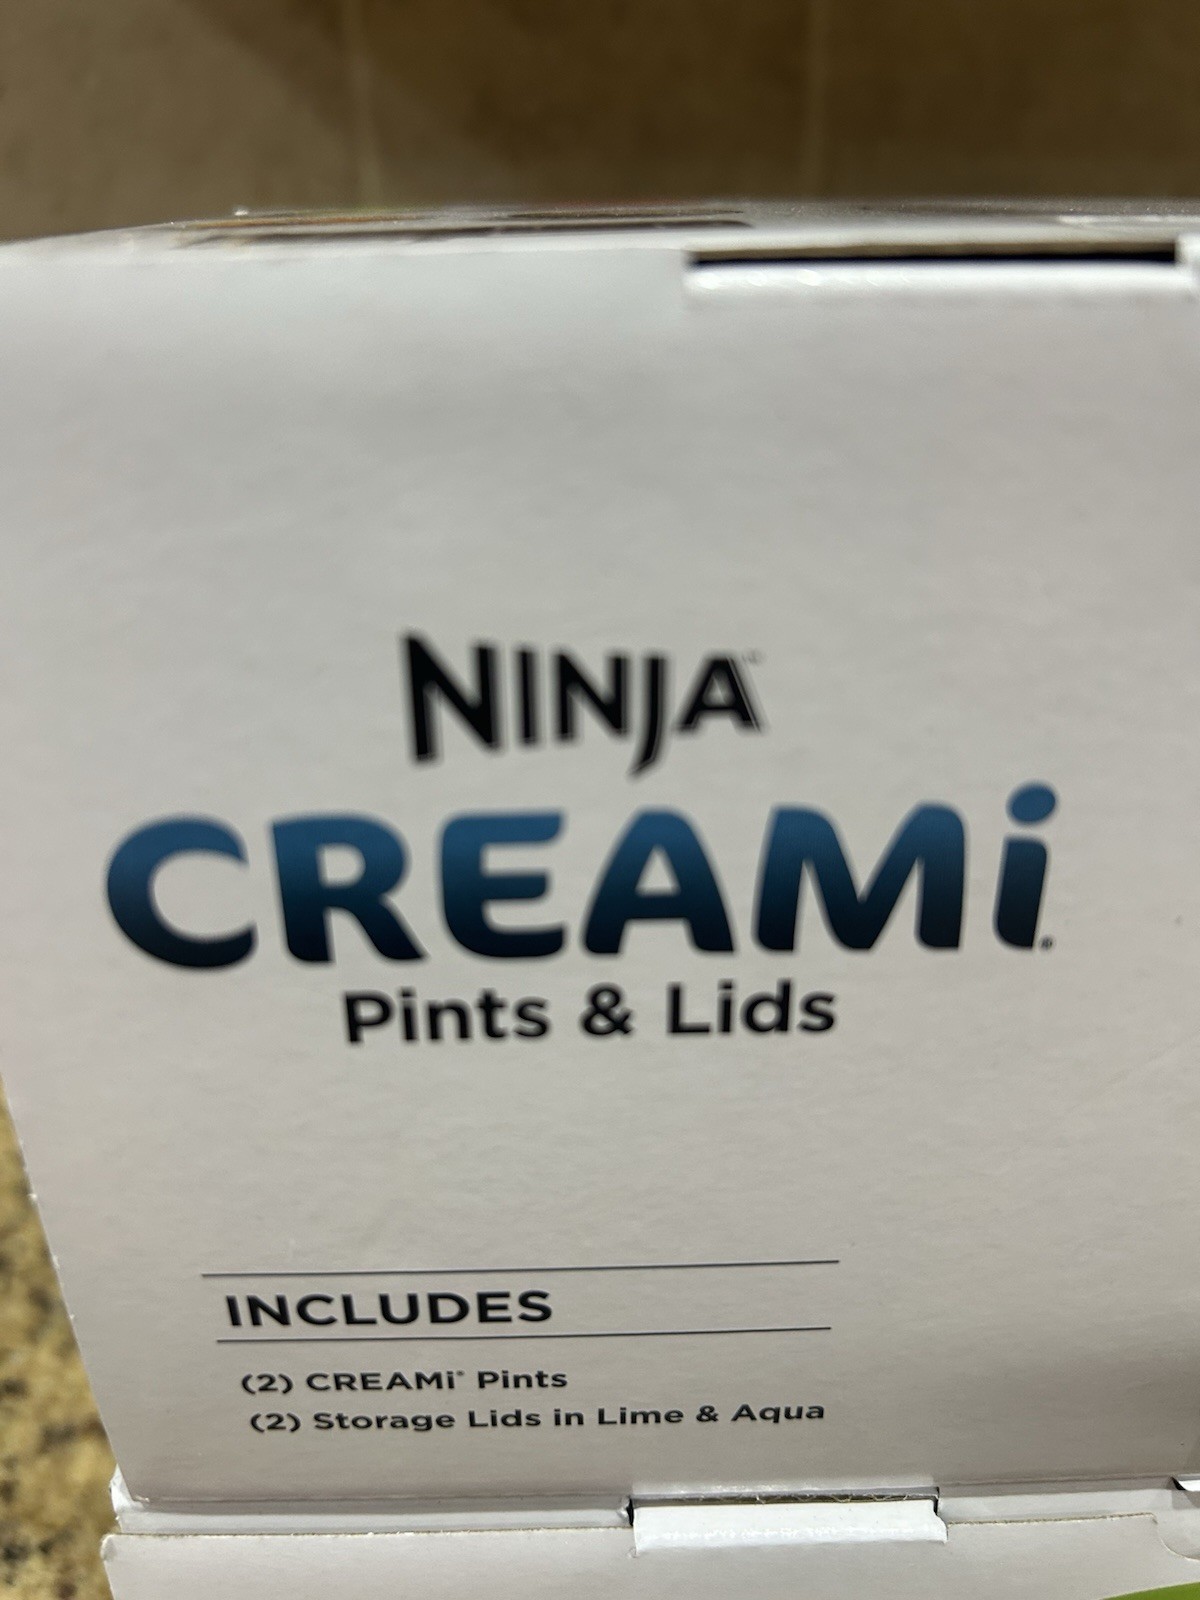 NINJA
CREAMi®
Pints & Lids
INCLUDES
(2) CREAMi® Pints
(2) Storage Lids in Lime & Aqua